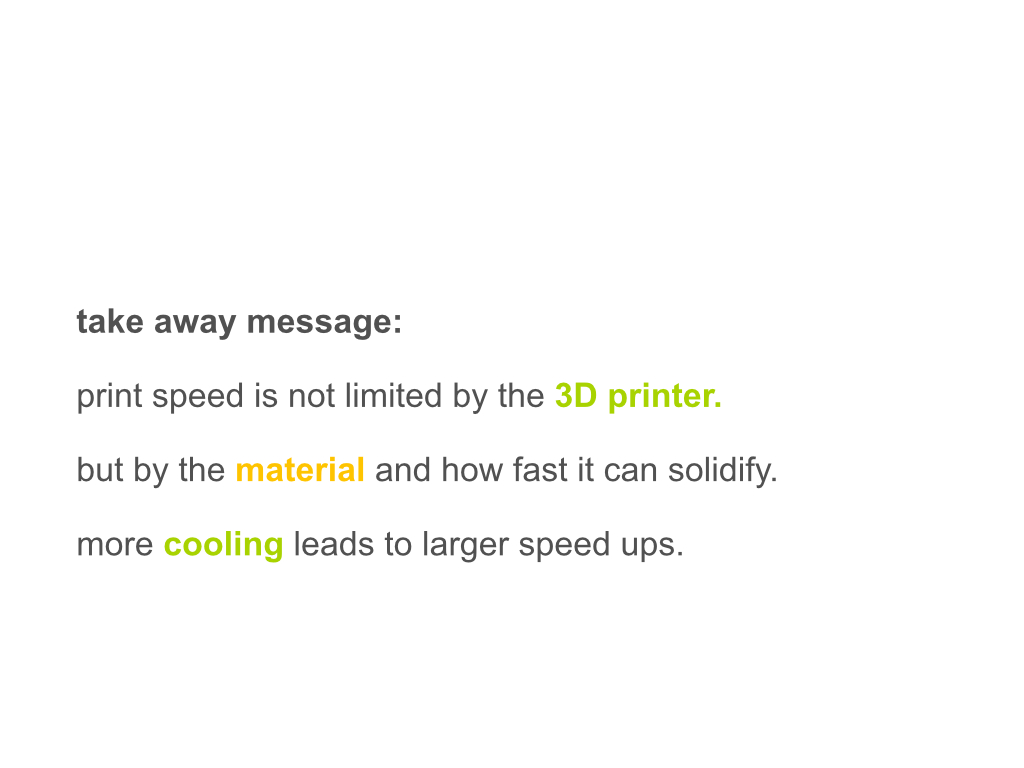 take away message:
print speed is not limited by the 3D printer.
but by the material and how fast it can solidify.
more cooling leads to larger speed ups.